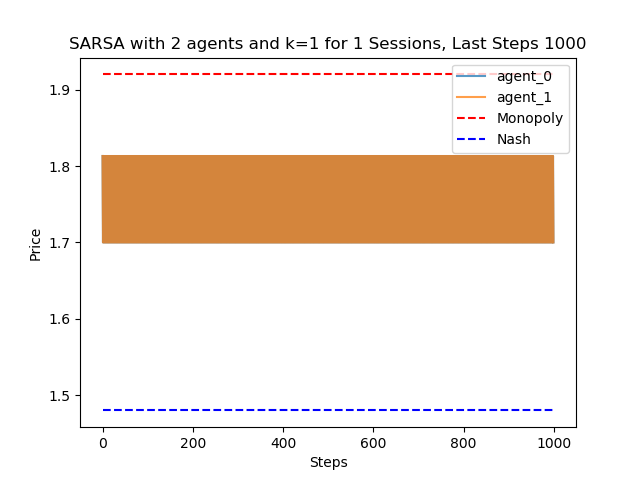 SARSA with 2 agents and k=1 for 1 Sessions, Last Steps 1000
agent_0
agent_1
Monopoly
Nash
1.9
1.8
1.7
1.6
1.5
Price
0 200 400 600 800 1000
Steps